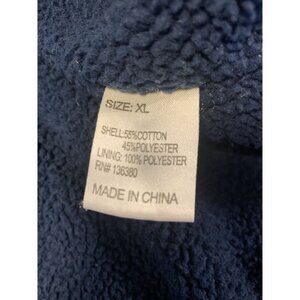 SIZE: XL
SHELL:55%COTTON
45%POLYESTER
LINING: 100% POLYESTER
RN# 136380
MADE IN CHINA